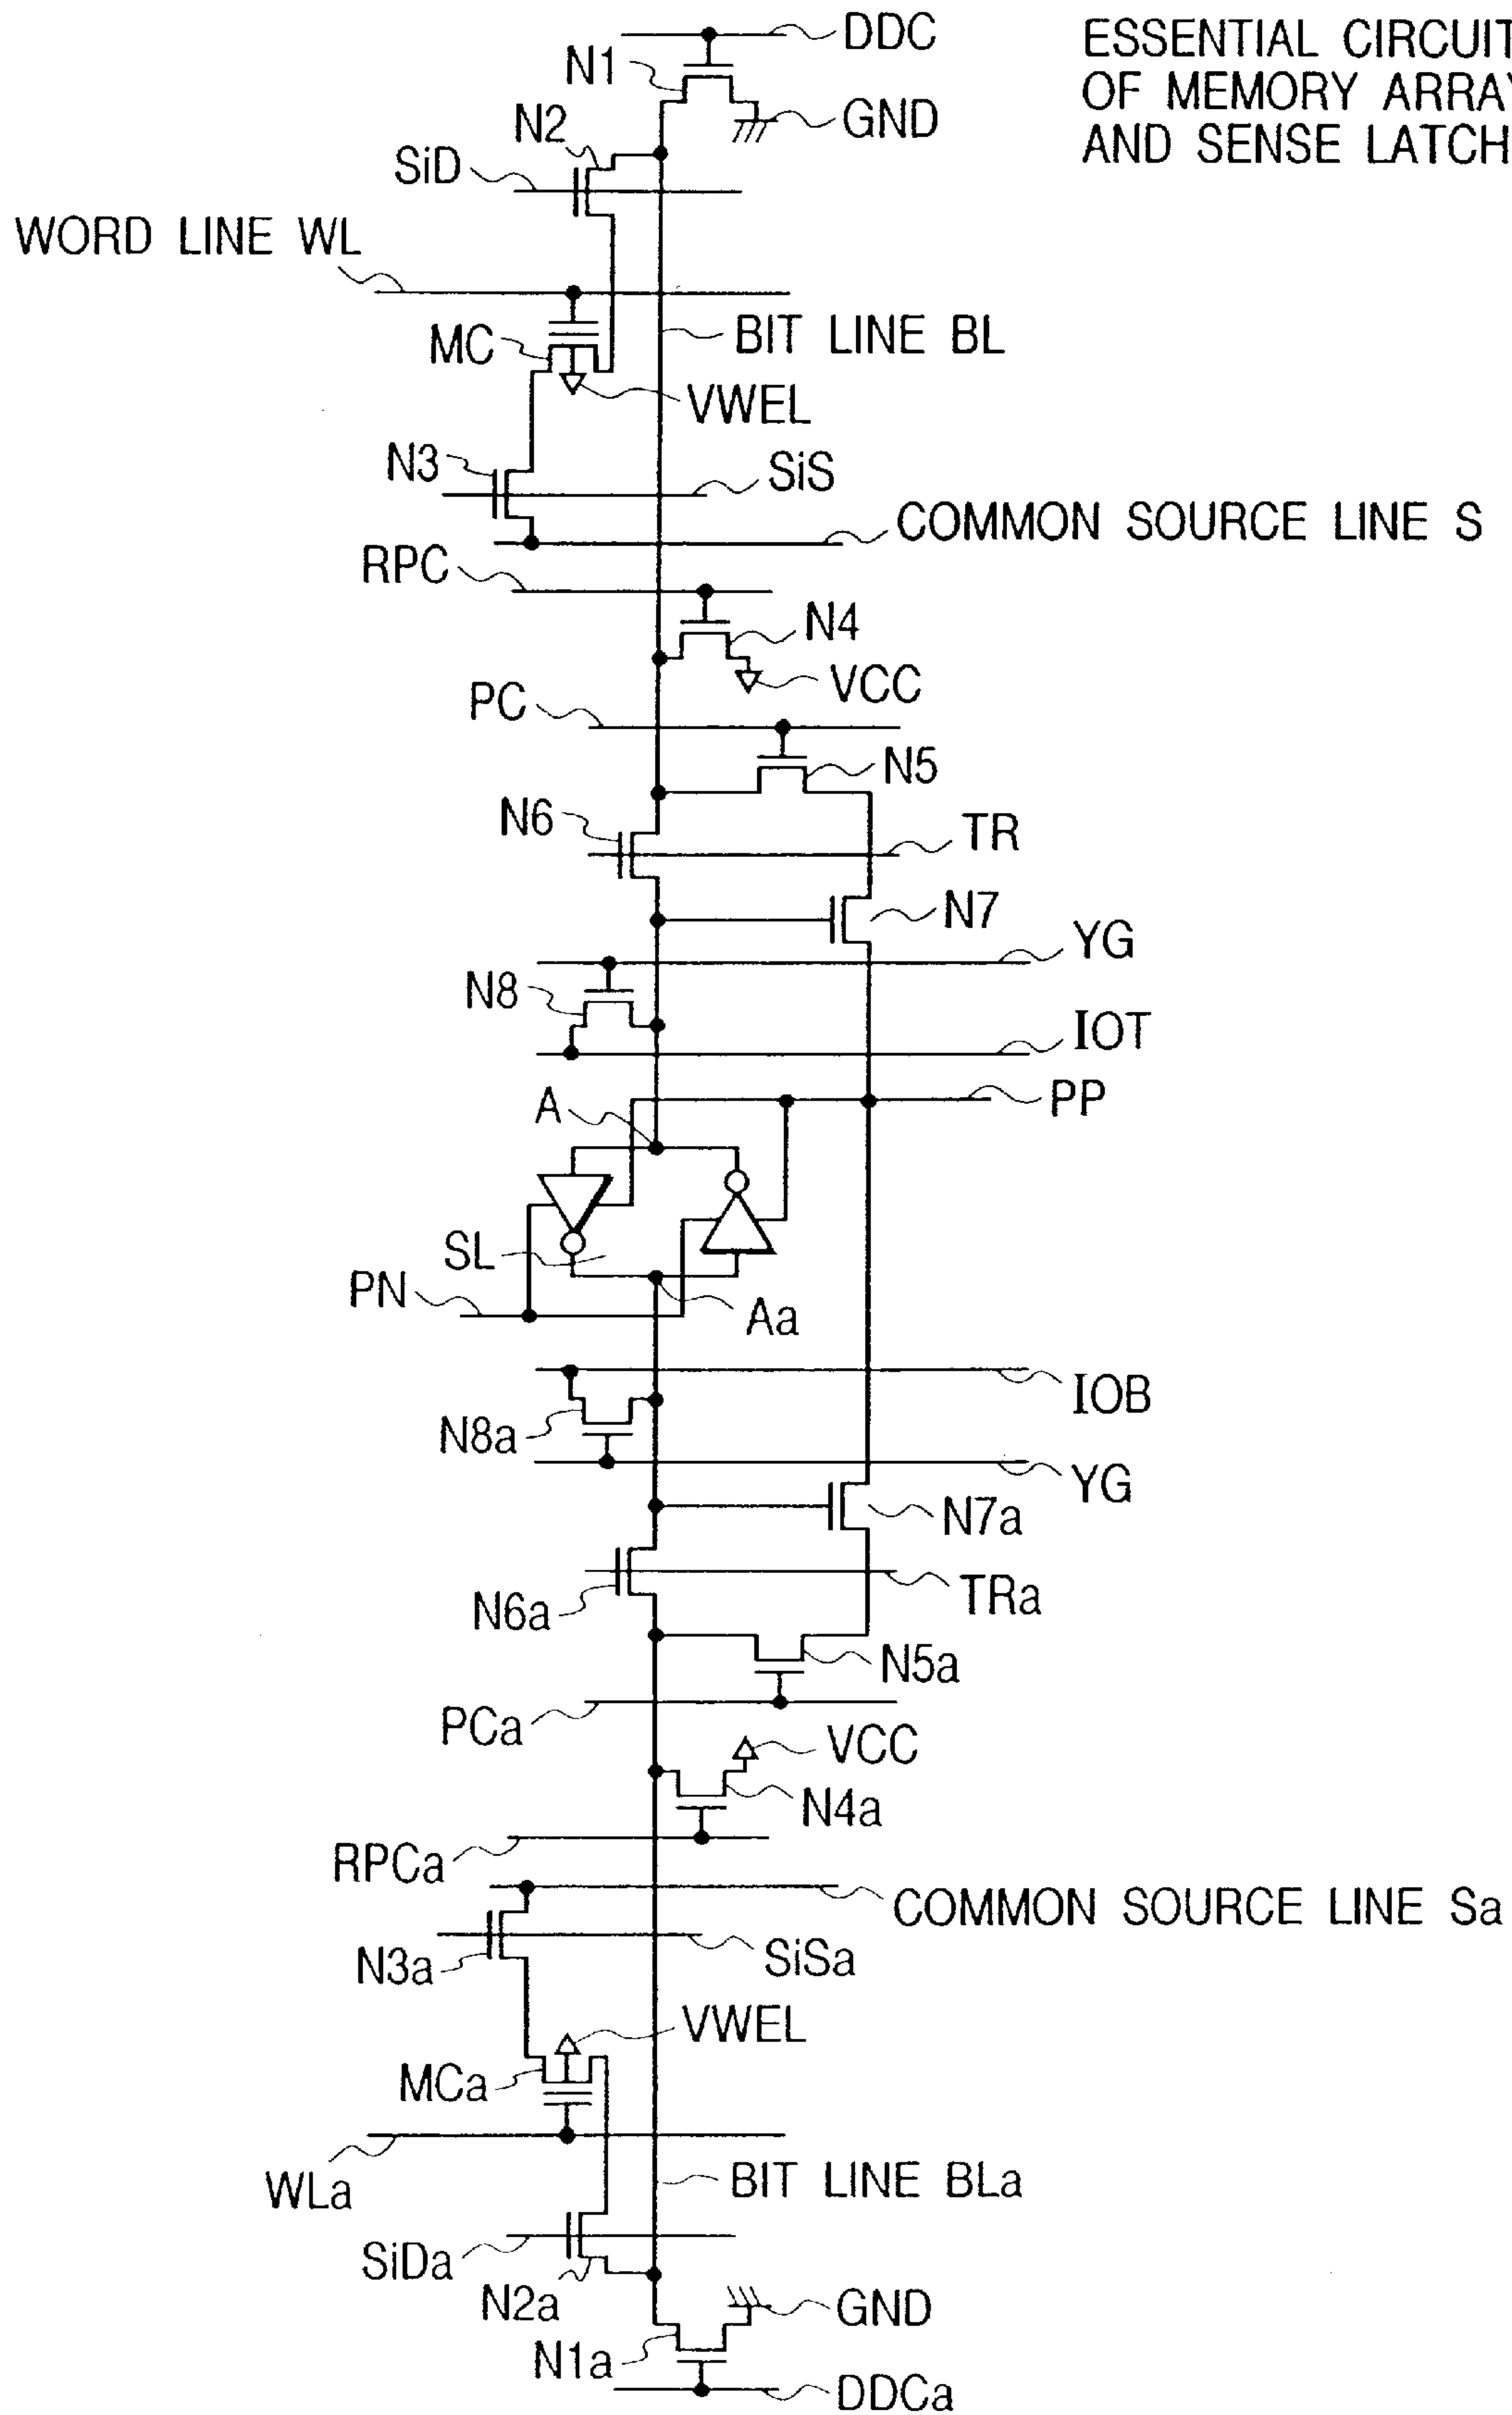 DDC
ESSENTIAL CIRCUIT
OF MEMORY ARRAY
AND SENSE LATCH
N1
GND
N2
SiD
WORD LINE WL
MC
BIT LINE BL
VWEL
N3
SiS
COMMON SOURCE LINE S
RPC
N4
VCC
PC
N5
N6
TR
N7
YG
N8
IOT
A
PP
SL
PN
Aa
IOB
N8a
YG
N7a
N6a
TRa
N5a
PCa
VCC
N4a
RPCa
COMMON SOURCE LINE Sa
N3a
SiSa
VWEL
MCa
WLa
BIT LINE BLa
SiDa
N2a
GND
N1a
DDCa